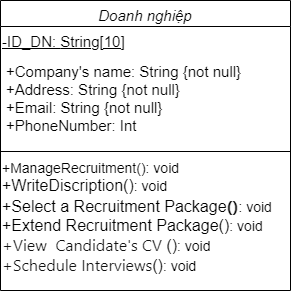 Doanh nghiệp
-ID_DN: String[10]
+Company's name: String {not null}
+Address: String {not null}
+Email: String {not null}
+PhoneNumber: Int
+ManageRecruitment(): void
+WriteDiscription(): void
+Select a Recruitment Package(): void
+Extend Recruitment Package(): void
+View Candidate's CV (): void
+Schedule Interviews(): void